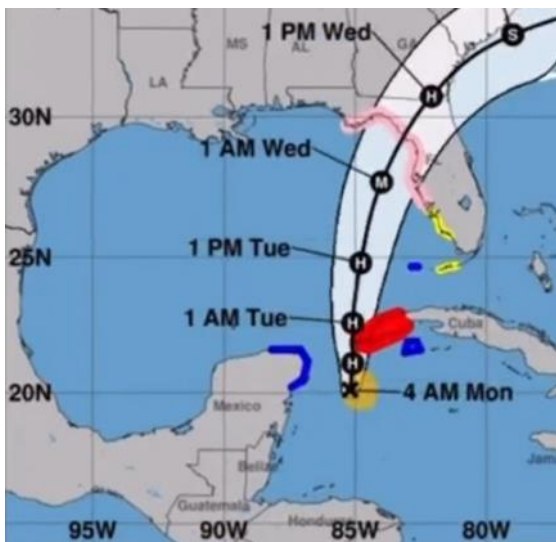 1 PM Wed
S
MS
AL
GA
LA
H
30N
1 AM Wed
M
FL
1 PM Tue
H
25N
1 AM Tue
H
Cuba
H
20N
4 AM Mon
Mexico
Belize
Jam
Guatemala
Honduras
95W
90W
85W
80W